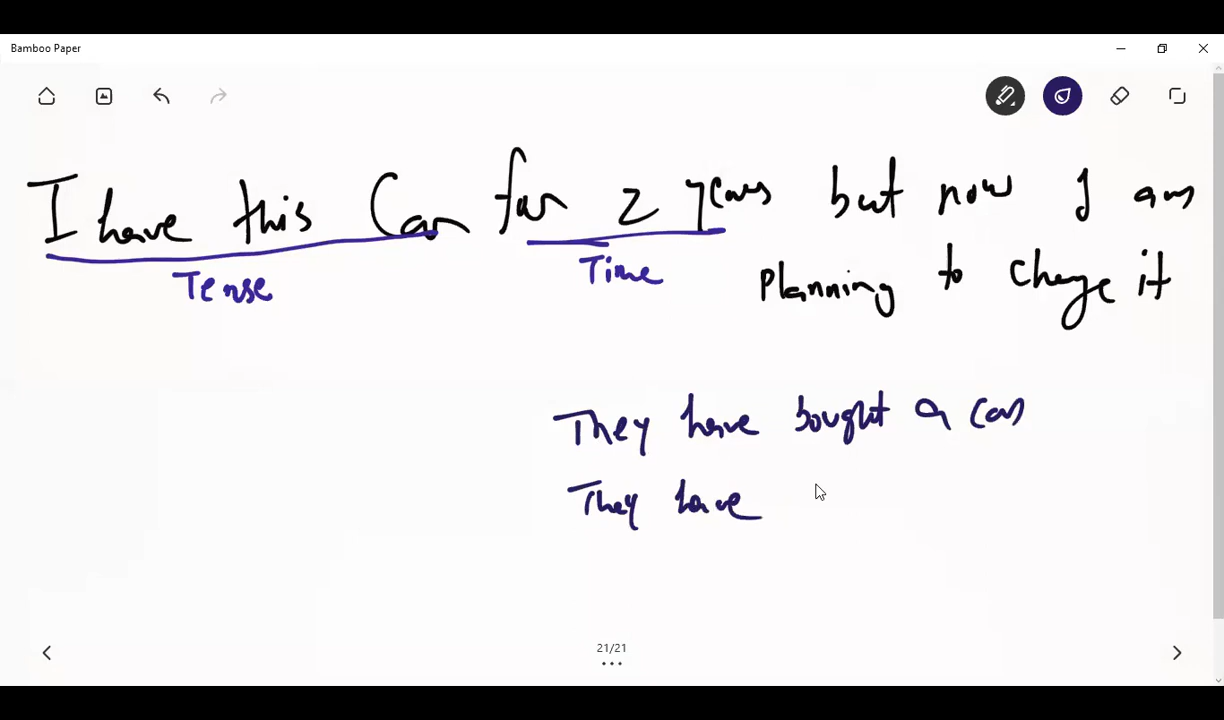 Bamboo Paper
I have this Car for 2 years but now I am
Tense
Time
planning to change it
They have bought a car
They have
21/21